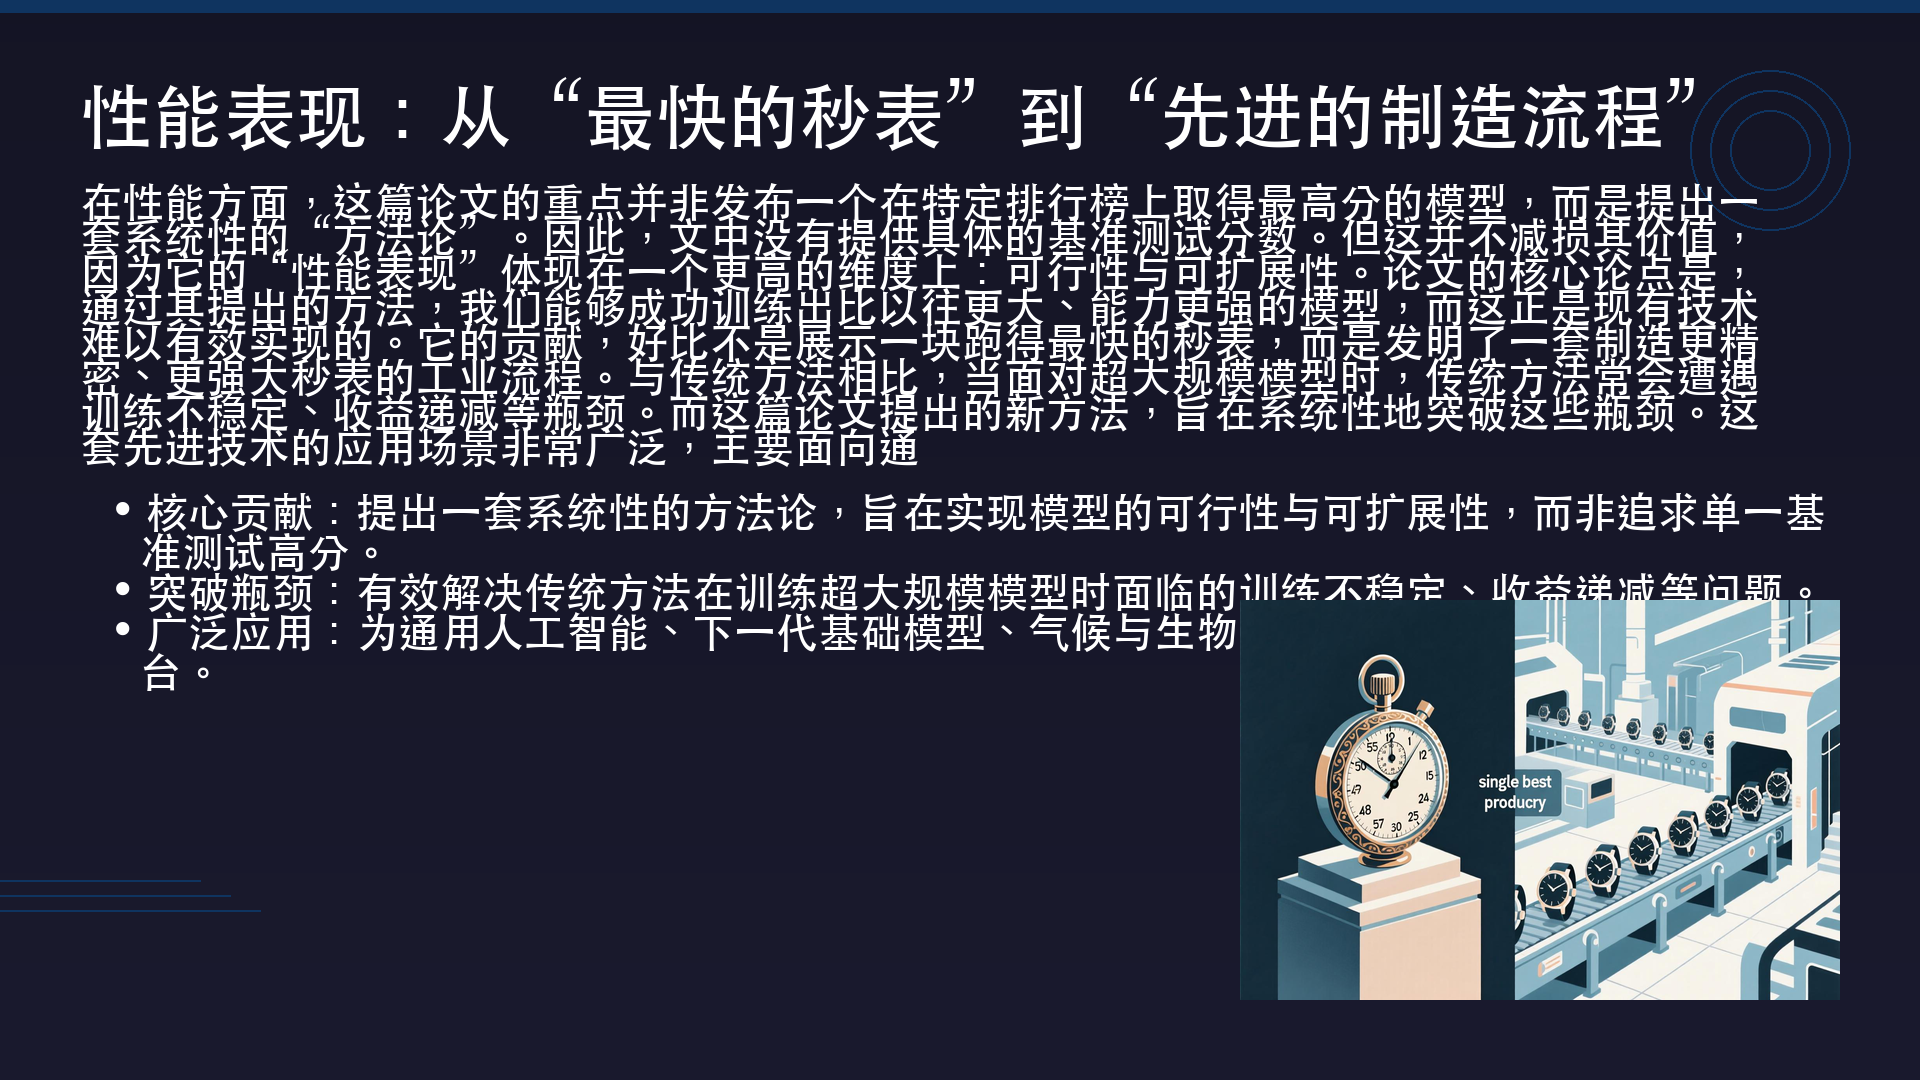 性能表现：从“最快的秒表”到“先进的制造流程”
在性能方面，这篇论文的重点并非发布一个在特定排行榜上取得最高分的模型，而是提出一
套系统性的“方法论”。因此，文中没有提供具体的基准测试分数。但这并不减损其价值，
因为它的“性能表现”体现在一个更高的维度上：可行性与可扩展性。论文的核心论点是，
通过其提出的方法，我们能够成功训练出比以往更大、能力更强的模型，而这正是现有技术
难以有效实现的。它的贡献，好比不是展示一块跑得最快的秒表，而是发明了一套制造更精
密、更强大秒表的工业流程。与传统方法相比，当面对超大规模模型时，传统方法常会遭遇
训练不稳定、收益递减等瓶颈。而这篇论文提出的新方法，旨在系统性地突破这些瓶颈。这
套先进技术的应用场景非常广泛，主要面向通
• 核心贡献：提出一套系统性的方法论，旨在实现模型的可行性与可扩展性，而非追求单一基
准测试高分。
• 突破瓶颈：有效解决传统方法在训练超大规模模型时面临的训练不稳定、收益递减等问题。
• 广泛应用：为通用人工智能、下一代基础模型、气候与生物
台。
single best
producry
55 12 1
50 12
49 15
48 24
57 30 25